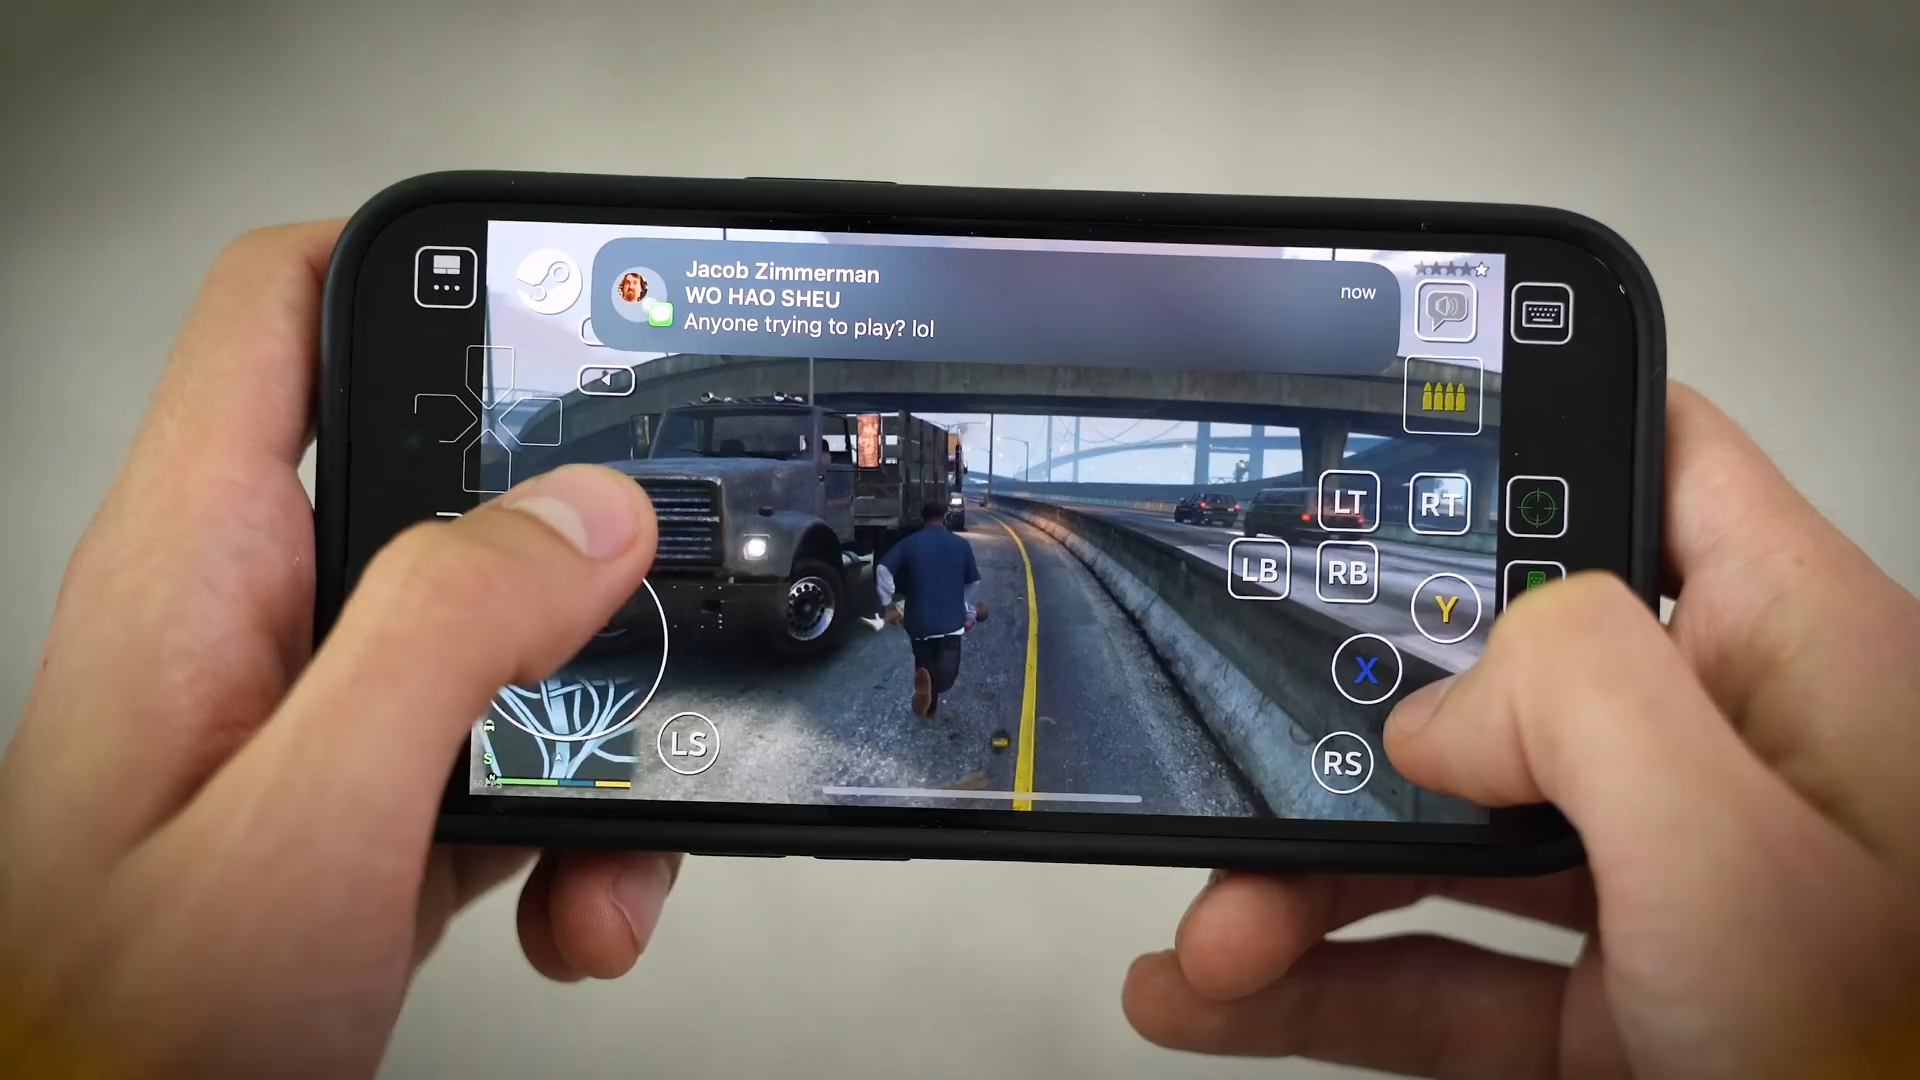 Jacob Zimmerman
WO HAO SHEU
now
Anyone trying to play? lol
LT
RT
LB
RB
Y
X
LS
RS
S
N